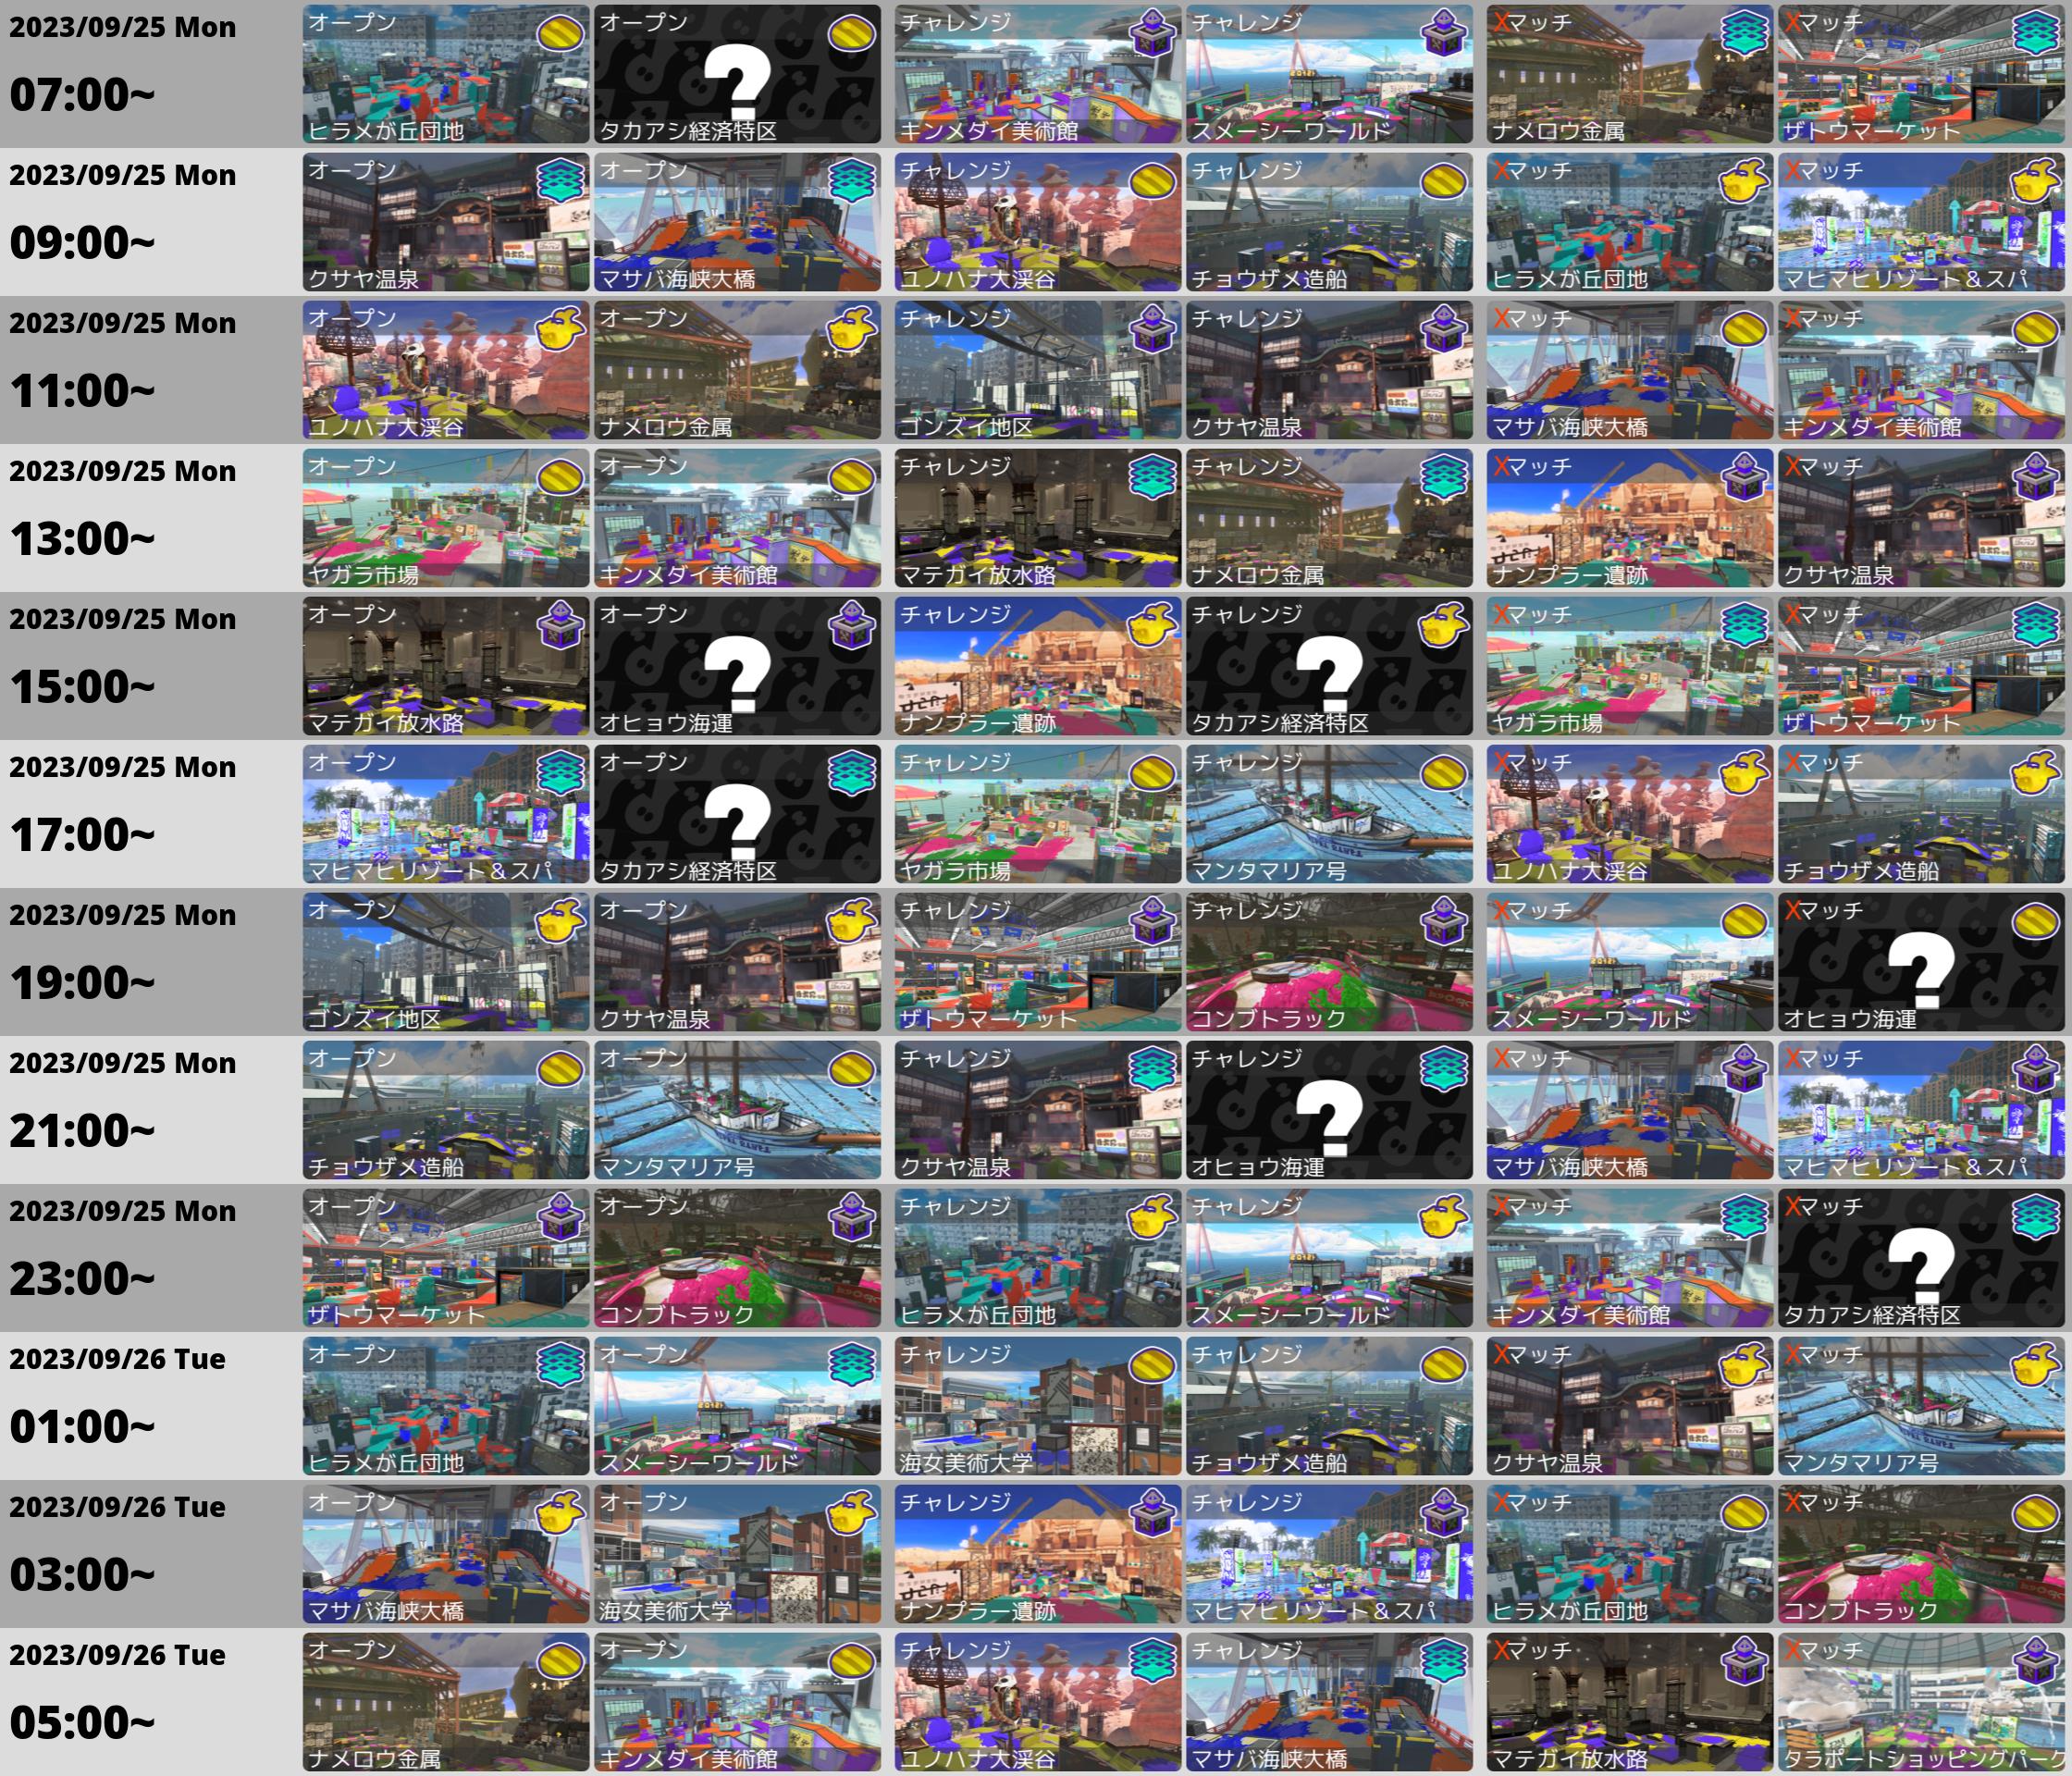 2023/09/25 Mon
07:00~
オープン オープン チャレンジ チャレンジ Xマッチ Xマッチ
ヒラメが丘団地 タカアシ経済特区 キンメダイ美術館 スメーシーワールド ナメロウ金属 ザトウマーケット
2023/09/25 Mon
09:00~
オープン オープン チャレンジ チャレンジ Xマッチ Xマッチ
クサヤ温泉 マサバ海峡大橋 ユノハナ大渓谷 チョウザメ造船 ヒラメが丘団地 マヒマヒリゾート&スパ
2023/09/25 Mon
11:00~
オープン オープン チャレンジ チャレンジ Xマッチ Xマッチ
ユノハナ大渓谷 ナメロウ金属 ゴンズイ地区 クサヤ温泉 マサバ海峡大橋 キンメダイ美術館
2023/09/25 Mon
13:00~
オープン オープン チャレンジ チャレンジ Xマッチ Xマッチ
ヤガラ市場 キンメダイ美術館 マテガイ放水路 ナメロウ金属 ナンプラー遺跡 クサヤ温泉
2023/09/25 Mon
15:00~
オープン オープン チャレンジ チャレンジ Xマッチ Xマッチ
マテガイ放水路 オヒョウ海運 ナンプラー遺跡 タカアシ経済特区 ヤガラ市場 ザトウマーケット
2023/09/25 Mon
17:00~
オープン オープン チャレンジ チャレンジ Xマッチ Xマッチ
マヒマヒリゾート&スパ タカアシ経済特区 ヤガラ市場 マンタマリア号 ユノハナ大渓谷 チョウザメ造船
2023/09/25 Mon
19:00~
オープン オープン チャレンジ チャレンジ Xマッチ Xマッチ
ゴンズイ地区 クサヤ温泉 ザトウマーケット コンブトラック スメーシーワールド オヒョウ海運
2023/09/25 Mon
21:00~
オープン オープン チャレンジ チャレンジ Xマッチ Xマッチ
チョウザメ造船 マンタマリア号 クサヤ温泉 オヒョウ海運 マサバ海峡大橋 マヒマヒリゾート&スパ
2023/09/25 Mon
23:00~
オープン オープン チャレンジ チャレンジ Xマッチ Xマッチ
ザトウマーケット コンブトラック ヒラメが丘団地 スメーシーワールド キンメダイ美術館 タカアシ経済特区
2023/09/26 Tue
01:00~
オープン オープン チャレンジ チャレンジ Xマッチ Xマッチ
ヒラメが丘団地 スメーシーワールド 海女美術大学 チョウザメ造船 クサヤ温泉 マンタマリア号
2023/09/26 Tue
03:00~
オープン オープン チャレンジ チャレンジ Xマッチ Xマッチ
マサバ海峡大橋 海女美術大学 ナンプラー遺跡 マヒマヒリゾート&スパ ヒラメが丘団地 コンブトラック
2023/09/26 Tue
05:00~
オープン オープン チャレンジ チャレンジ Xマッチ Xマッチ
ナメロウ金属 キンメダイ美術館 ユノハナ大渓谷 マサバ海峡大橋 マテガイ放水路 タラポートショッピングパーク